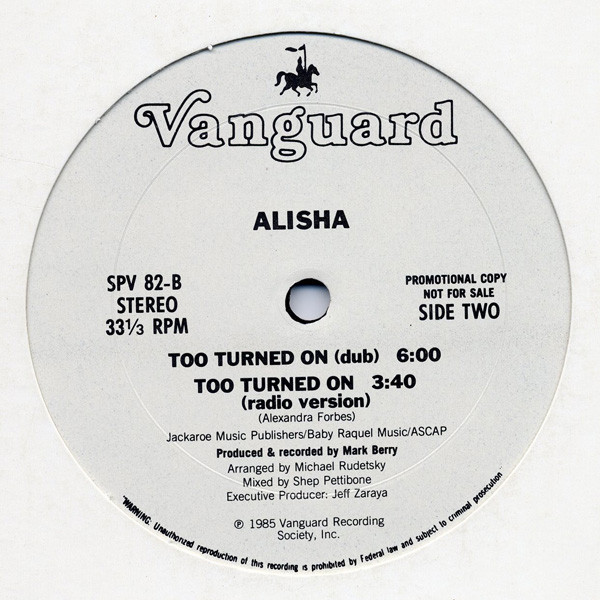 Vanguard
ALISHA
SPV 82-B
STEREO
33⅓ RPM
PROMOTIONAL COPY
NOT FOR SALE
SIDE TWO
TOO TURNED ON (dub) 6:00
TOO TURNED ON 3:40
(radio version)
(Alexandra Forbes)
Jackaroe Music Publishers/Baby Raquel Music/ASCAP
Produced & recorded by Mark Berry
Arranged by Michael Rudetsky
Mixed by Shep Pettibone
Executive Producer: Jeff Zaraya
℗ 1985 Vanguard Recording
Society, Inc.
"WARNING: Unauthorized reproduction of this recording is prohibited by Federal law and subject to criminal prosecution"